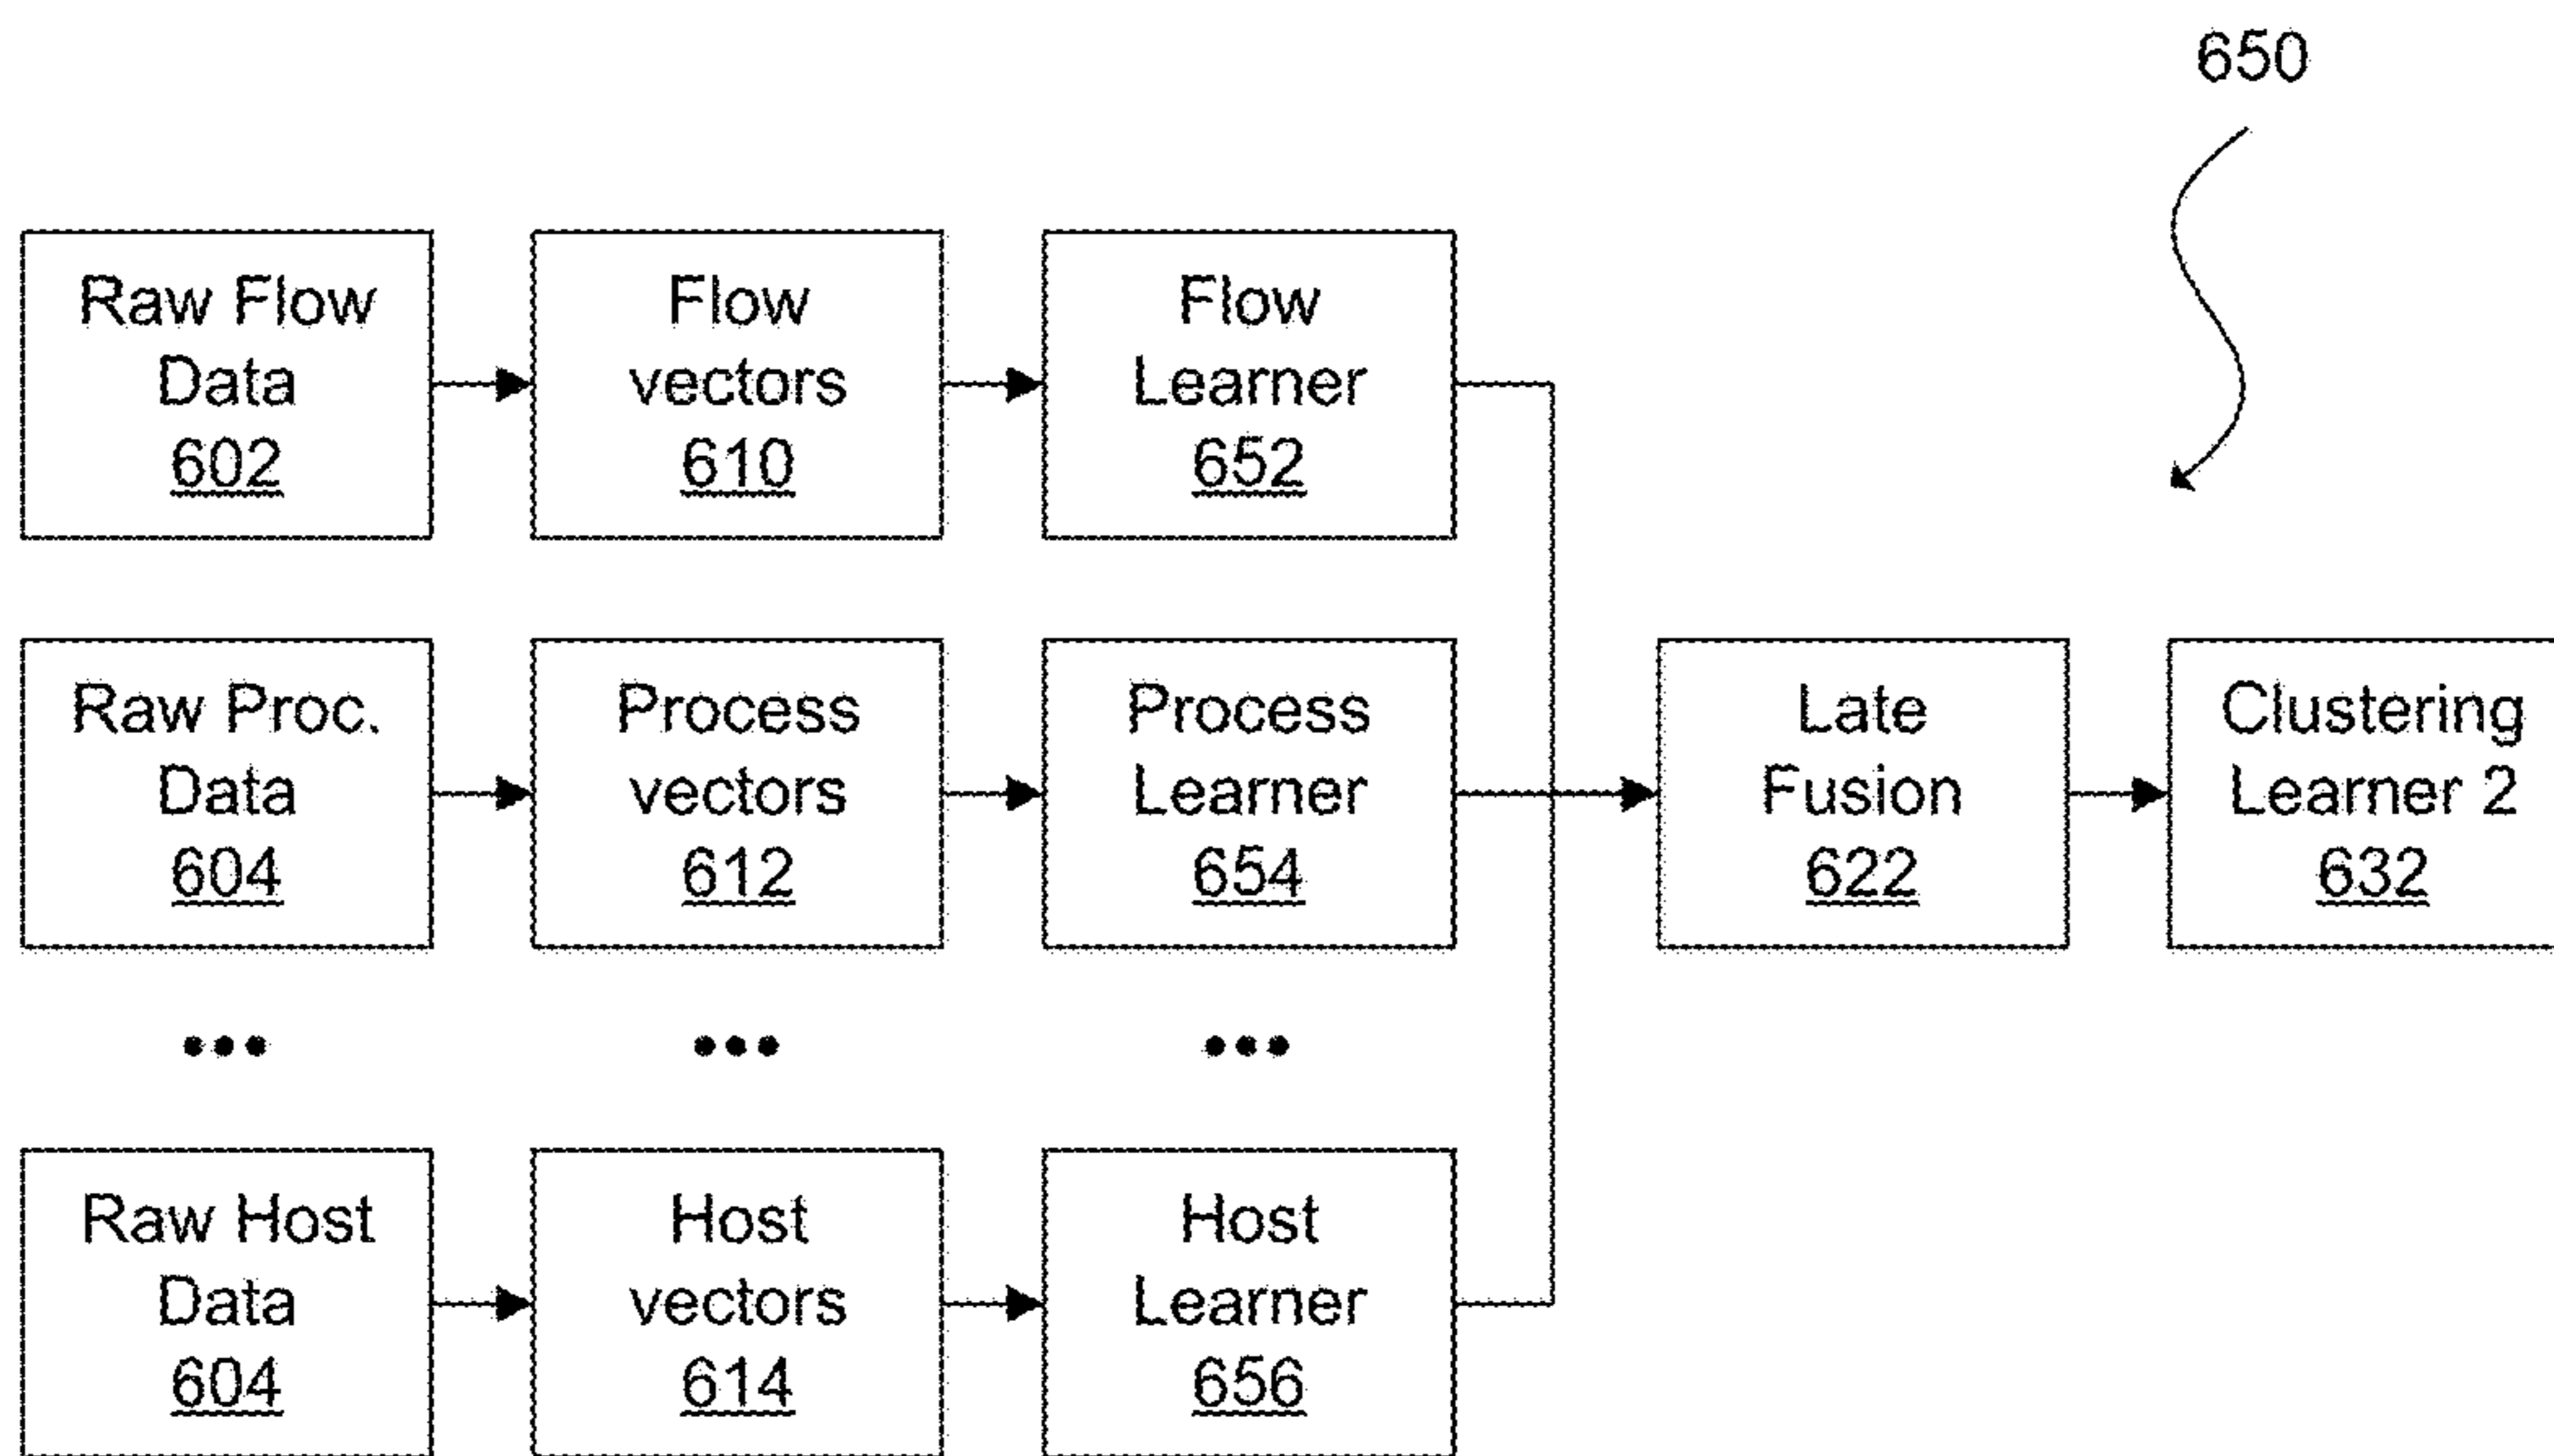 650
Raw Flow
Data
602
Flow
vectors
610
Flow
Learner
652
Raw Proc.
Data
604
Process
vectors
612
Process
Learner
654
Late
Fusion
622
Clustering
Learner 2
632
...
...
...
Raw Host
Data
604
Host
vectors
614
Host
Learner
656